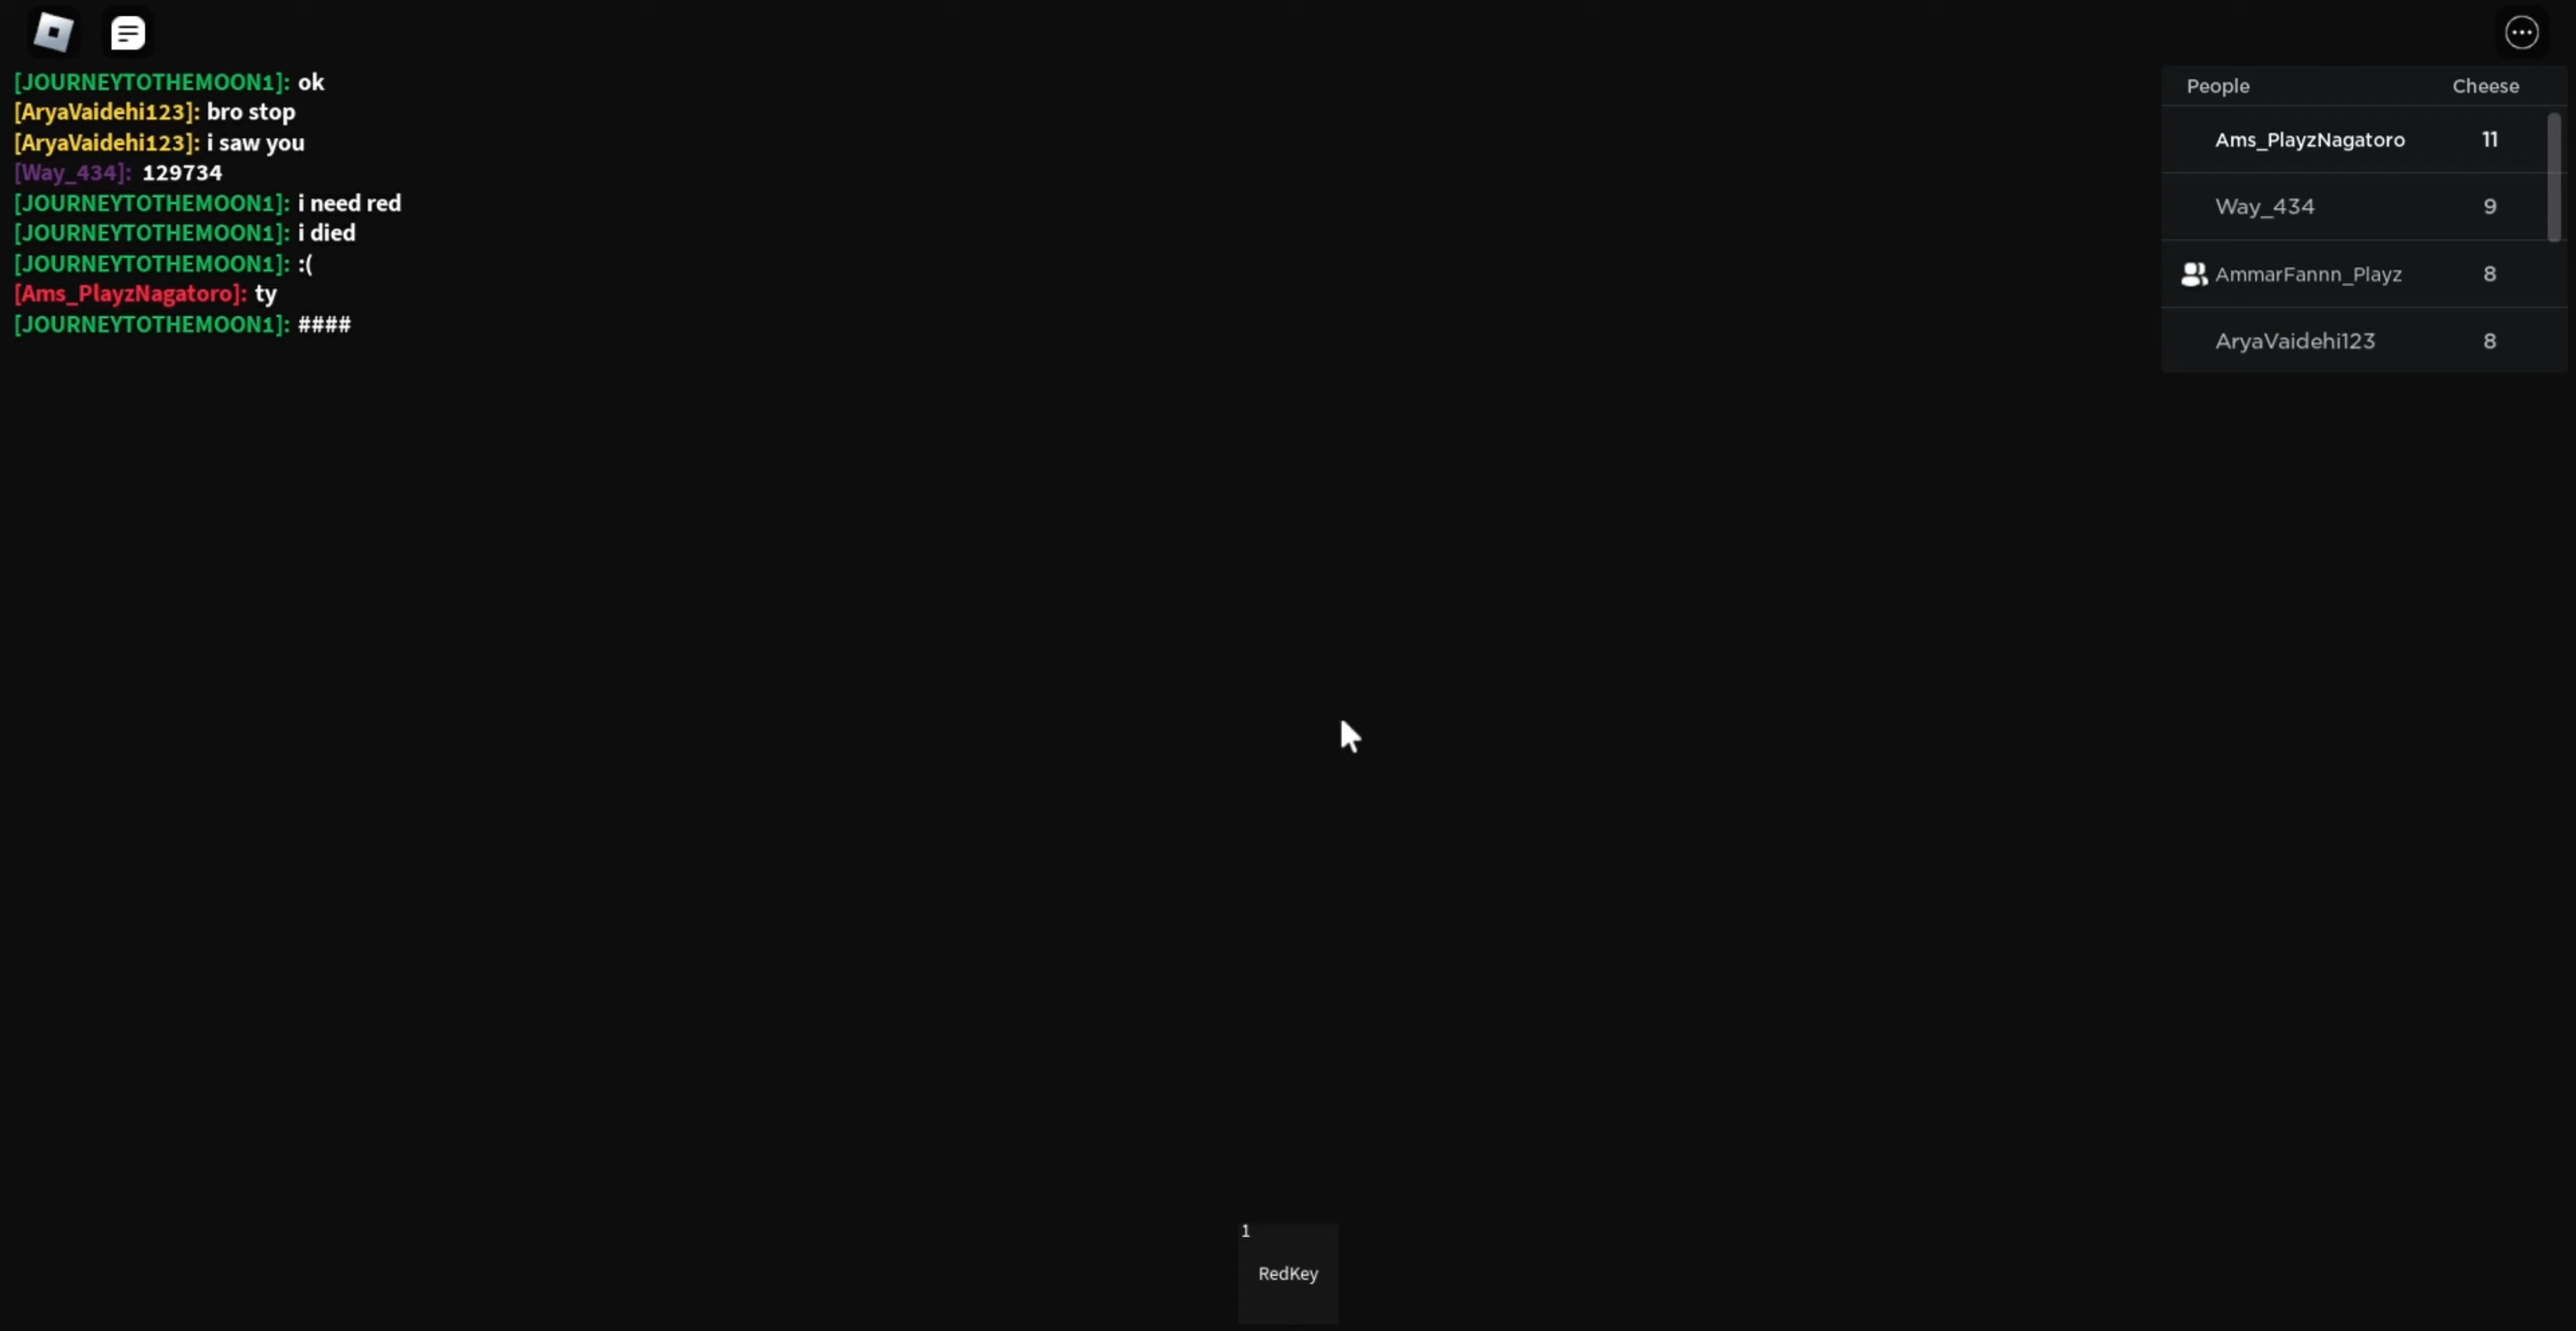 [JOURNEYTOTHEMOON1]: ok
[AryaVaidehi123]: bro stop
[AryaVaidehi123]: i saw you
[Way_434]: 129734
[JOURNEYTOTHEMOON1]: i need red
[JOURNEYTOTHEMOON1]: i died
[JOURNEYTOTHEMOON1]: :(
[Ams_PlayzNagatoro]: ty
[JOURNEYTOTHEMOON1]: ####
People Cheese
Ams_PlayzNagatoro 11
Way_434 9
AmmarFannn_Playz 8
AryaVaidehi123 8
1
RedKey